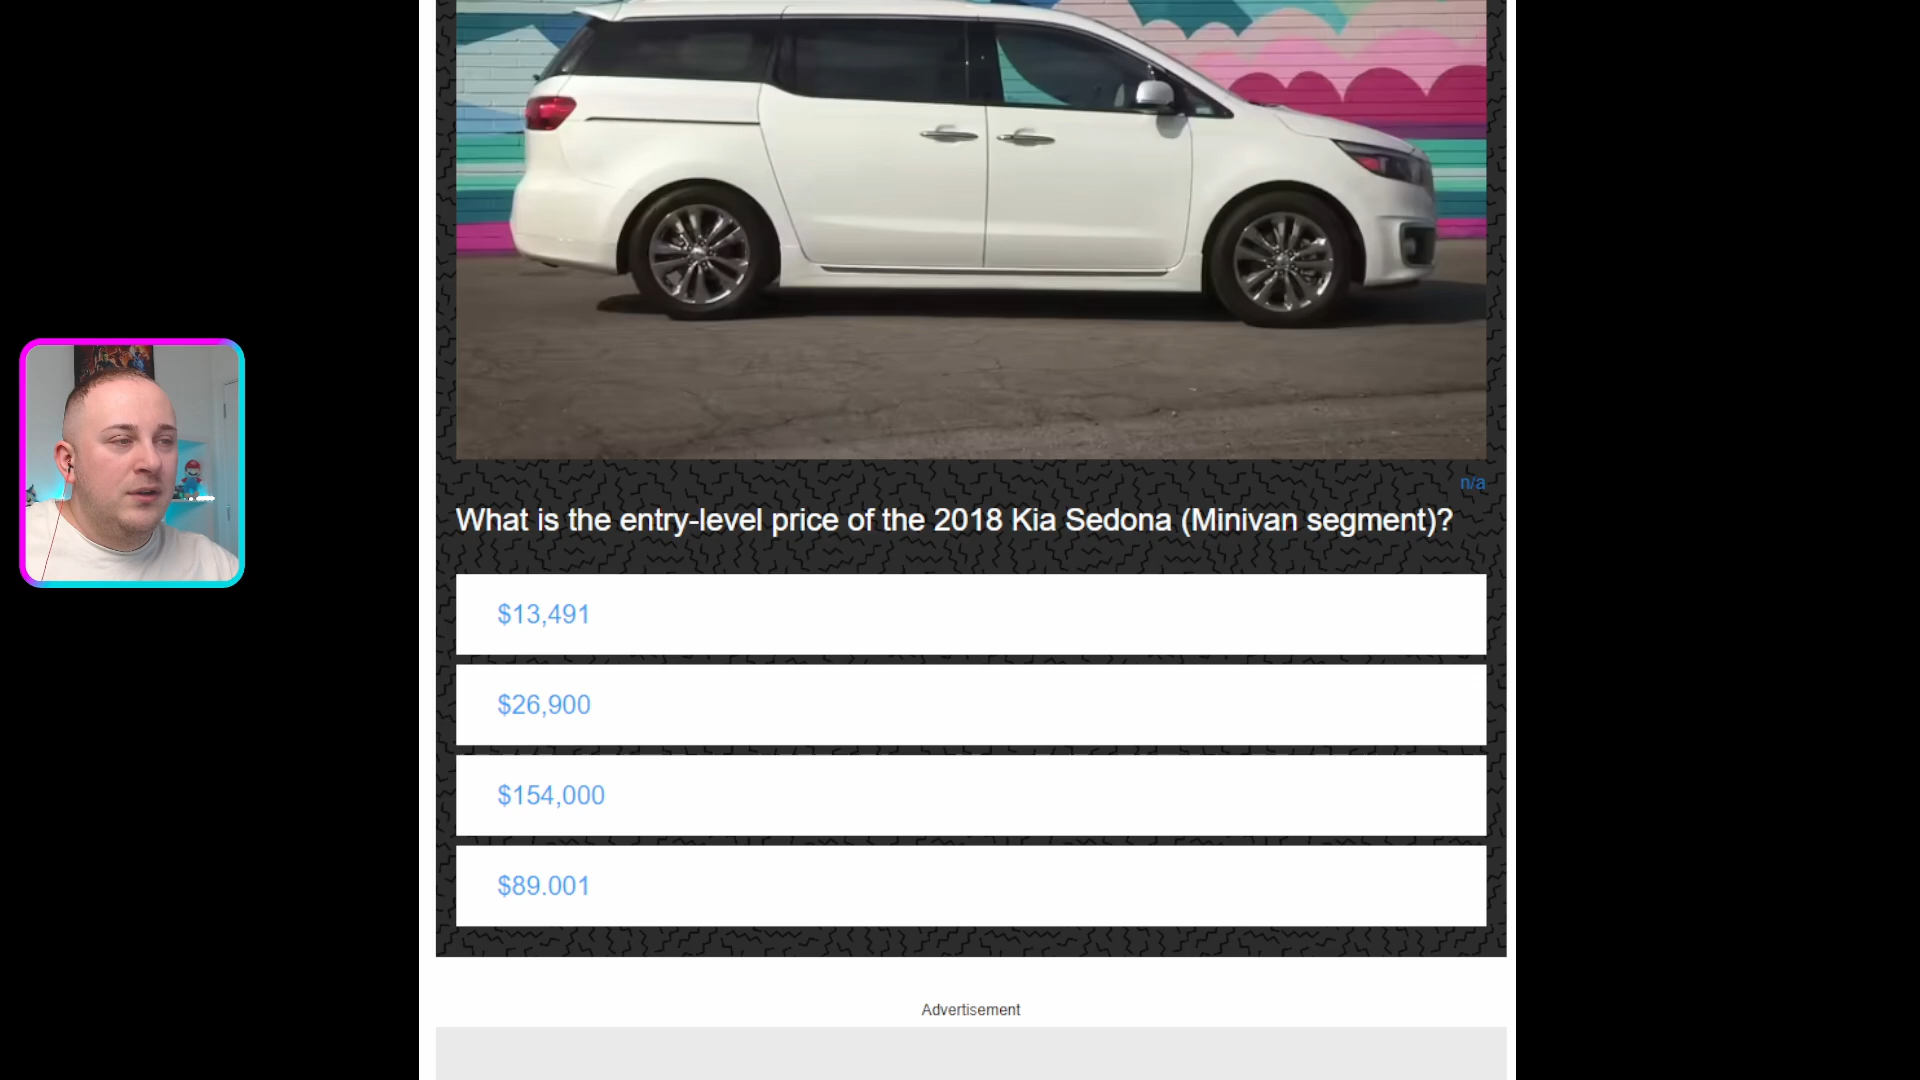 n/a
What is the entry-level price of the 2018 Kia Sedona (Minivan segment)?
$13,491
$26,900
$154,000
$89.001
Advertisement